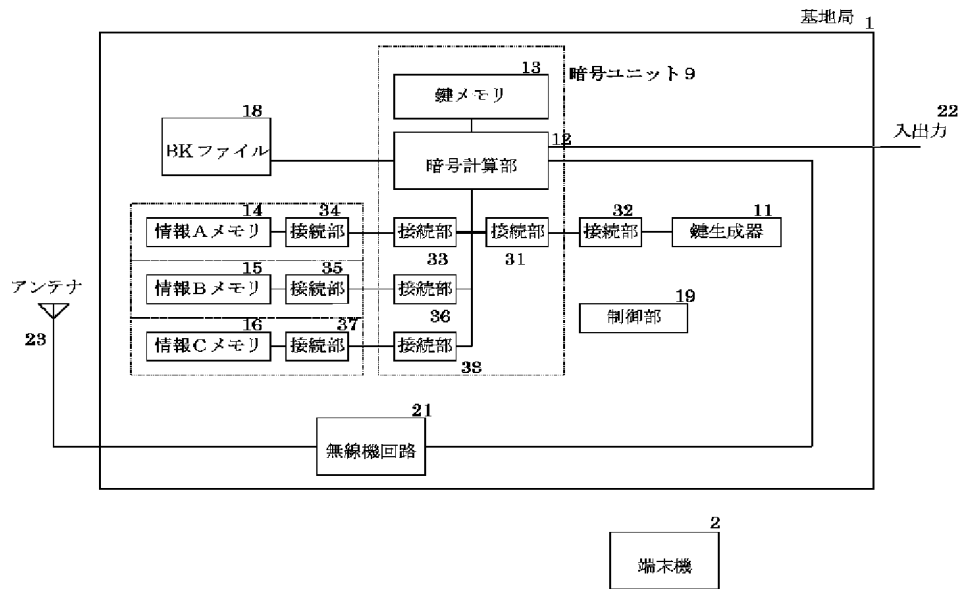 基地局 1
13
暗号ユニット9
鍵メモリ
18
22
BKファイル
12
入出力
暗号計算部
14
34
32
11
情報Aメモリ
接続部
接続部
接続部
接続部
鍵生成器
33
31
15
35
アンテナ
情報Bメモリ
接続部
接続部
19
36
制御部
23
16
37
情報Cメモリ
接続部
接続部
38
21
無線機回路
2
端末機